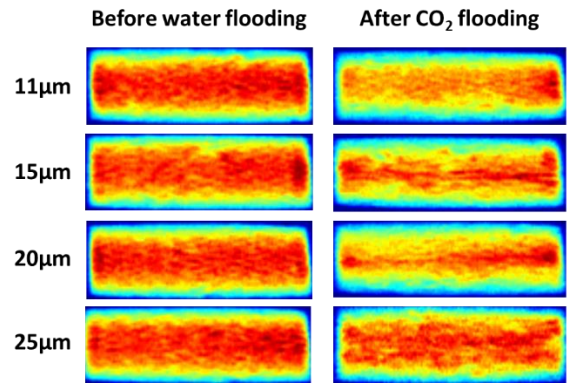 Before water flooding
After CO₂ flooding
11μm
15μm
20μm
25μm